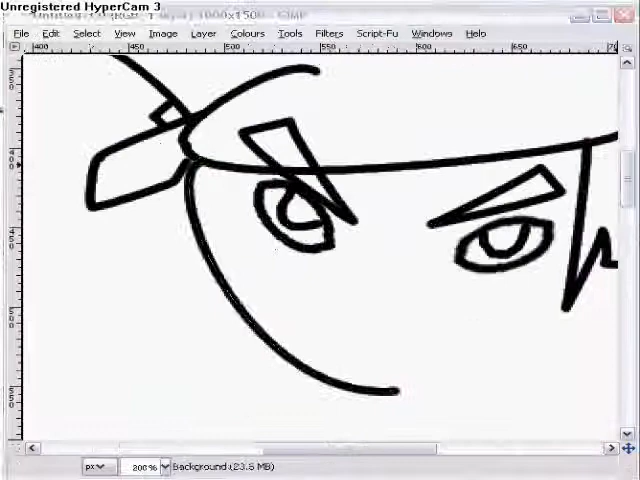 Unregistered HyperCam 3
File Edit Select View Image Layer Colours Tools Filters Script-Fu Windows Help
400 450 500 550 600 650
px 200% Background (23.5 MB)